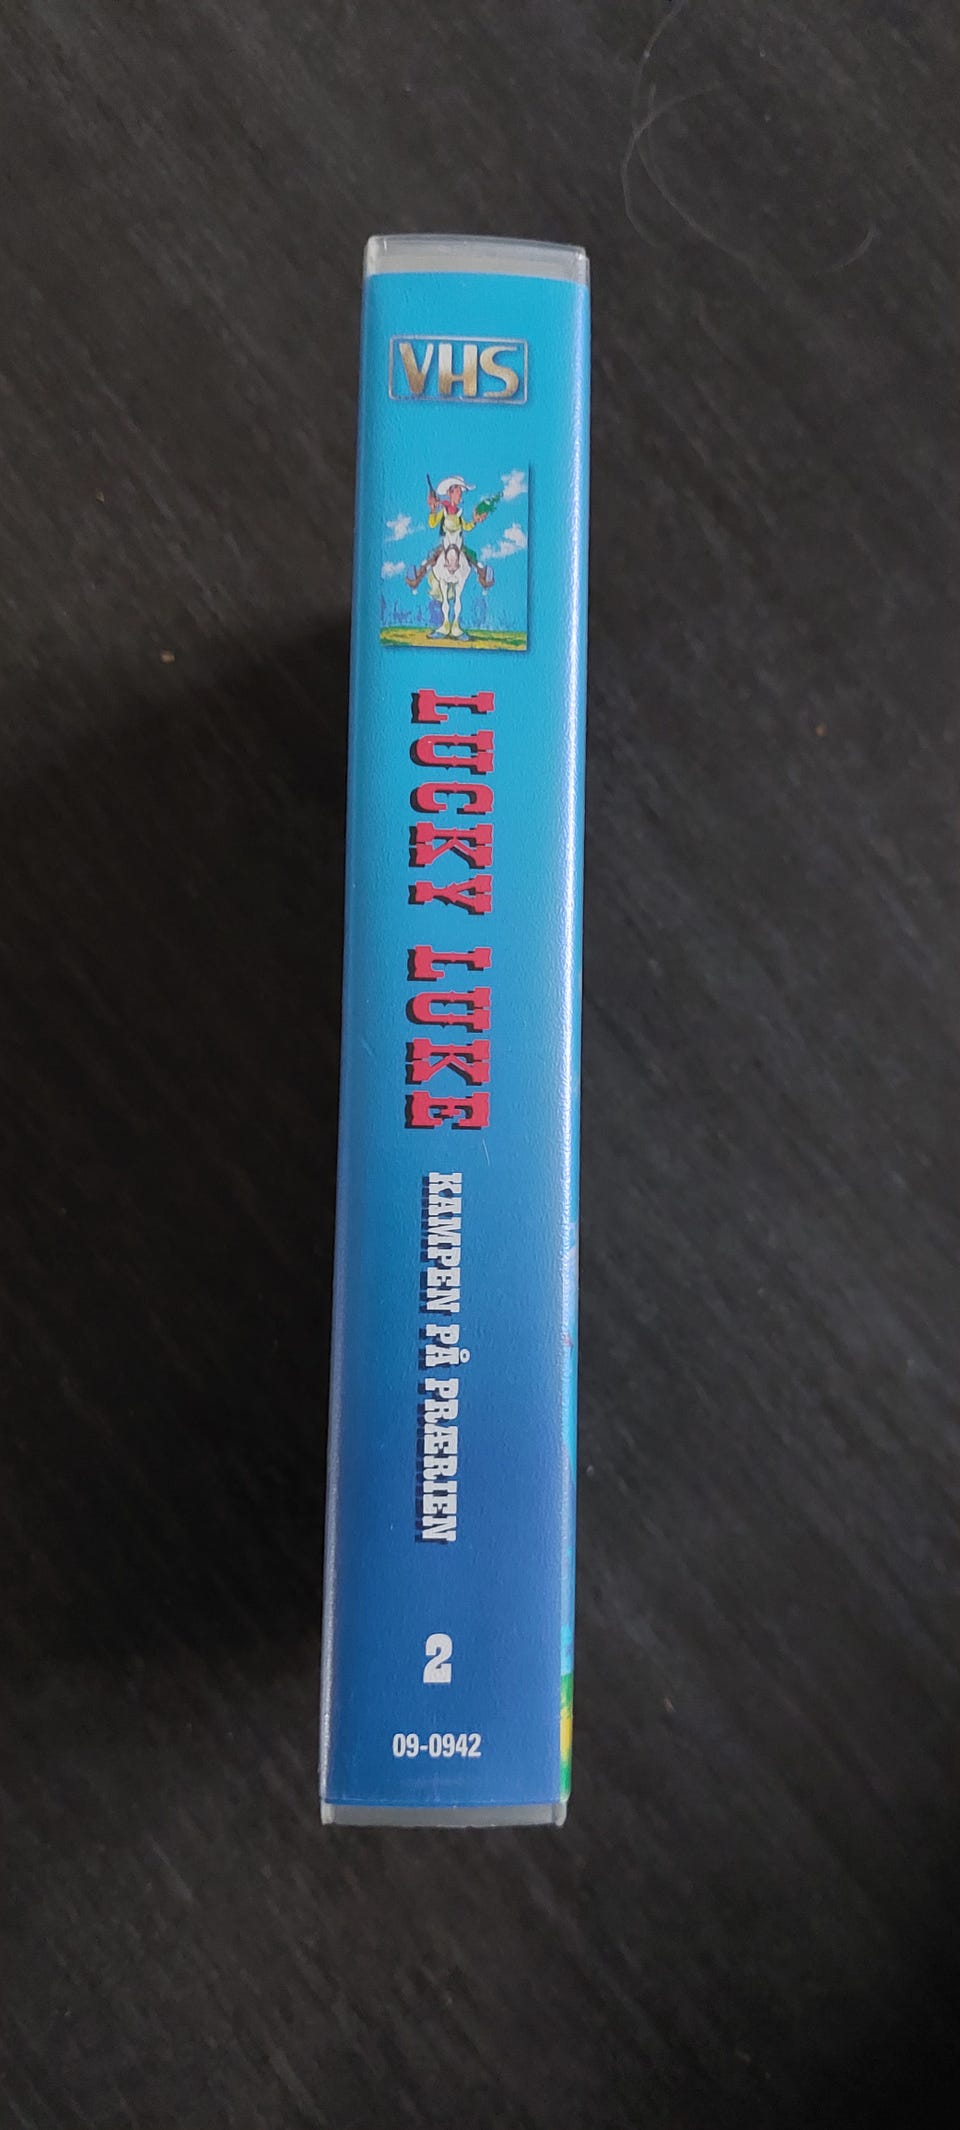 VHS
LUCKY LUKE
KAMPEN PÅ PRÆRIEN
2
09-0942